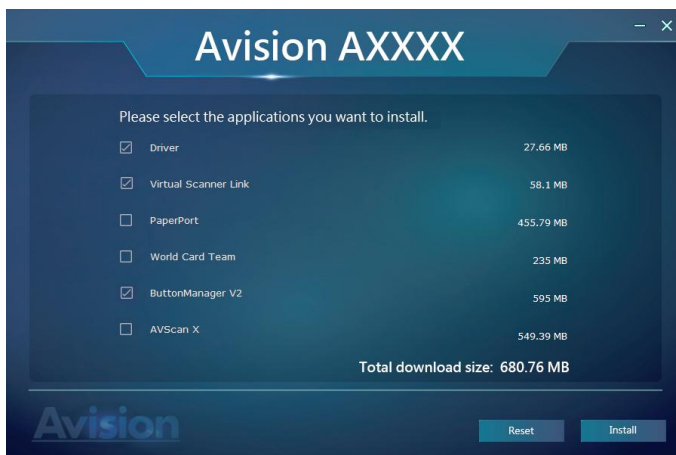 Avision AXXXX
Please select the applications you want to install.
Driver 27.66 MB
Virtual Scanner Link 58.1 MB
PaperPort 455.79 MB
World Card Team 235 MB
ButtonManager V2 595 MB
AVScan X 549.39 MB
Total download size: 680.76 MB
Avision Reset Install